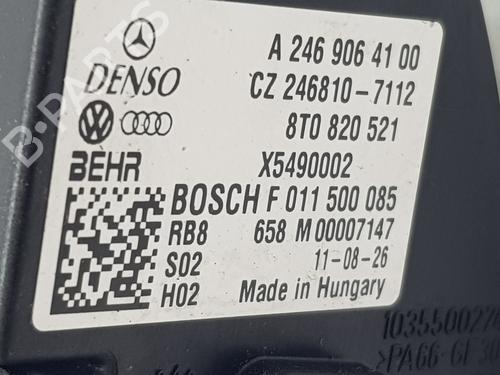 B-PARTS
A 246 906 41 00
DENSO CZ 246810-7112
8T0 820 521
BEHR X5490002
BOSCH F 011 500 085
RB8 658 M 00007147
S02 11-08-26
H02 Made in Hungary